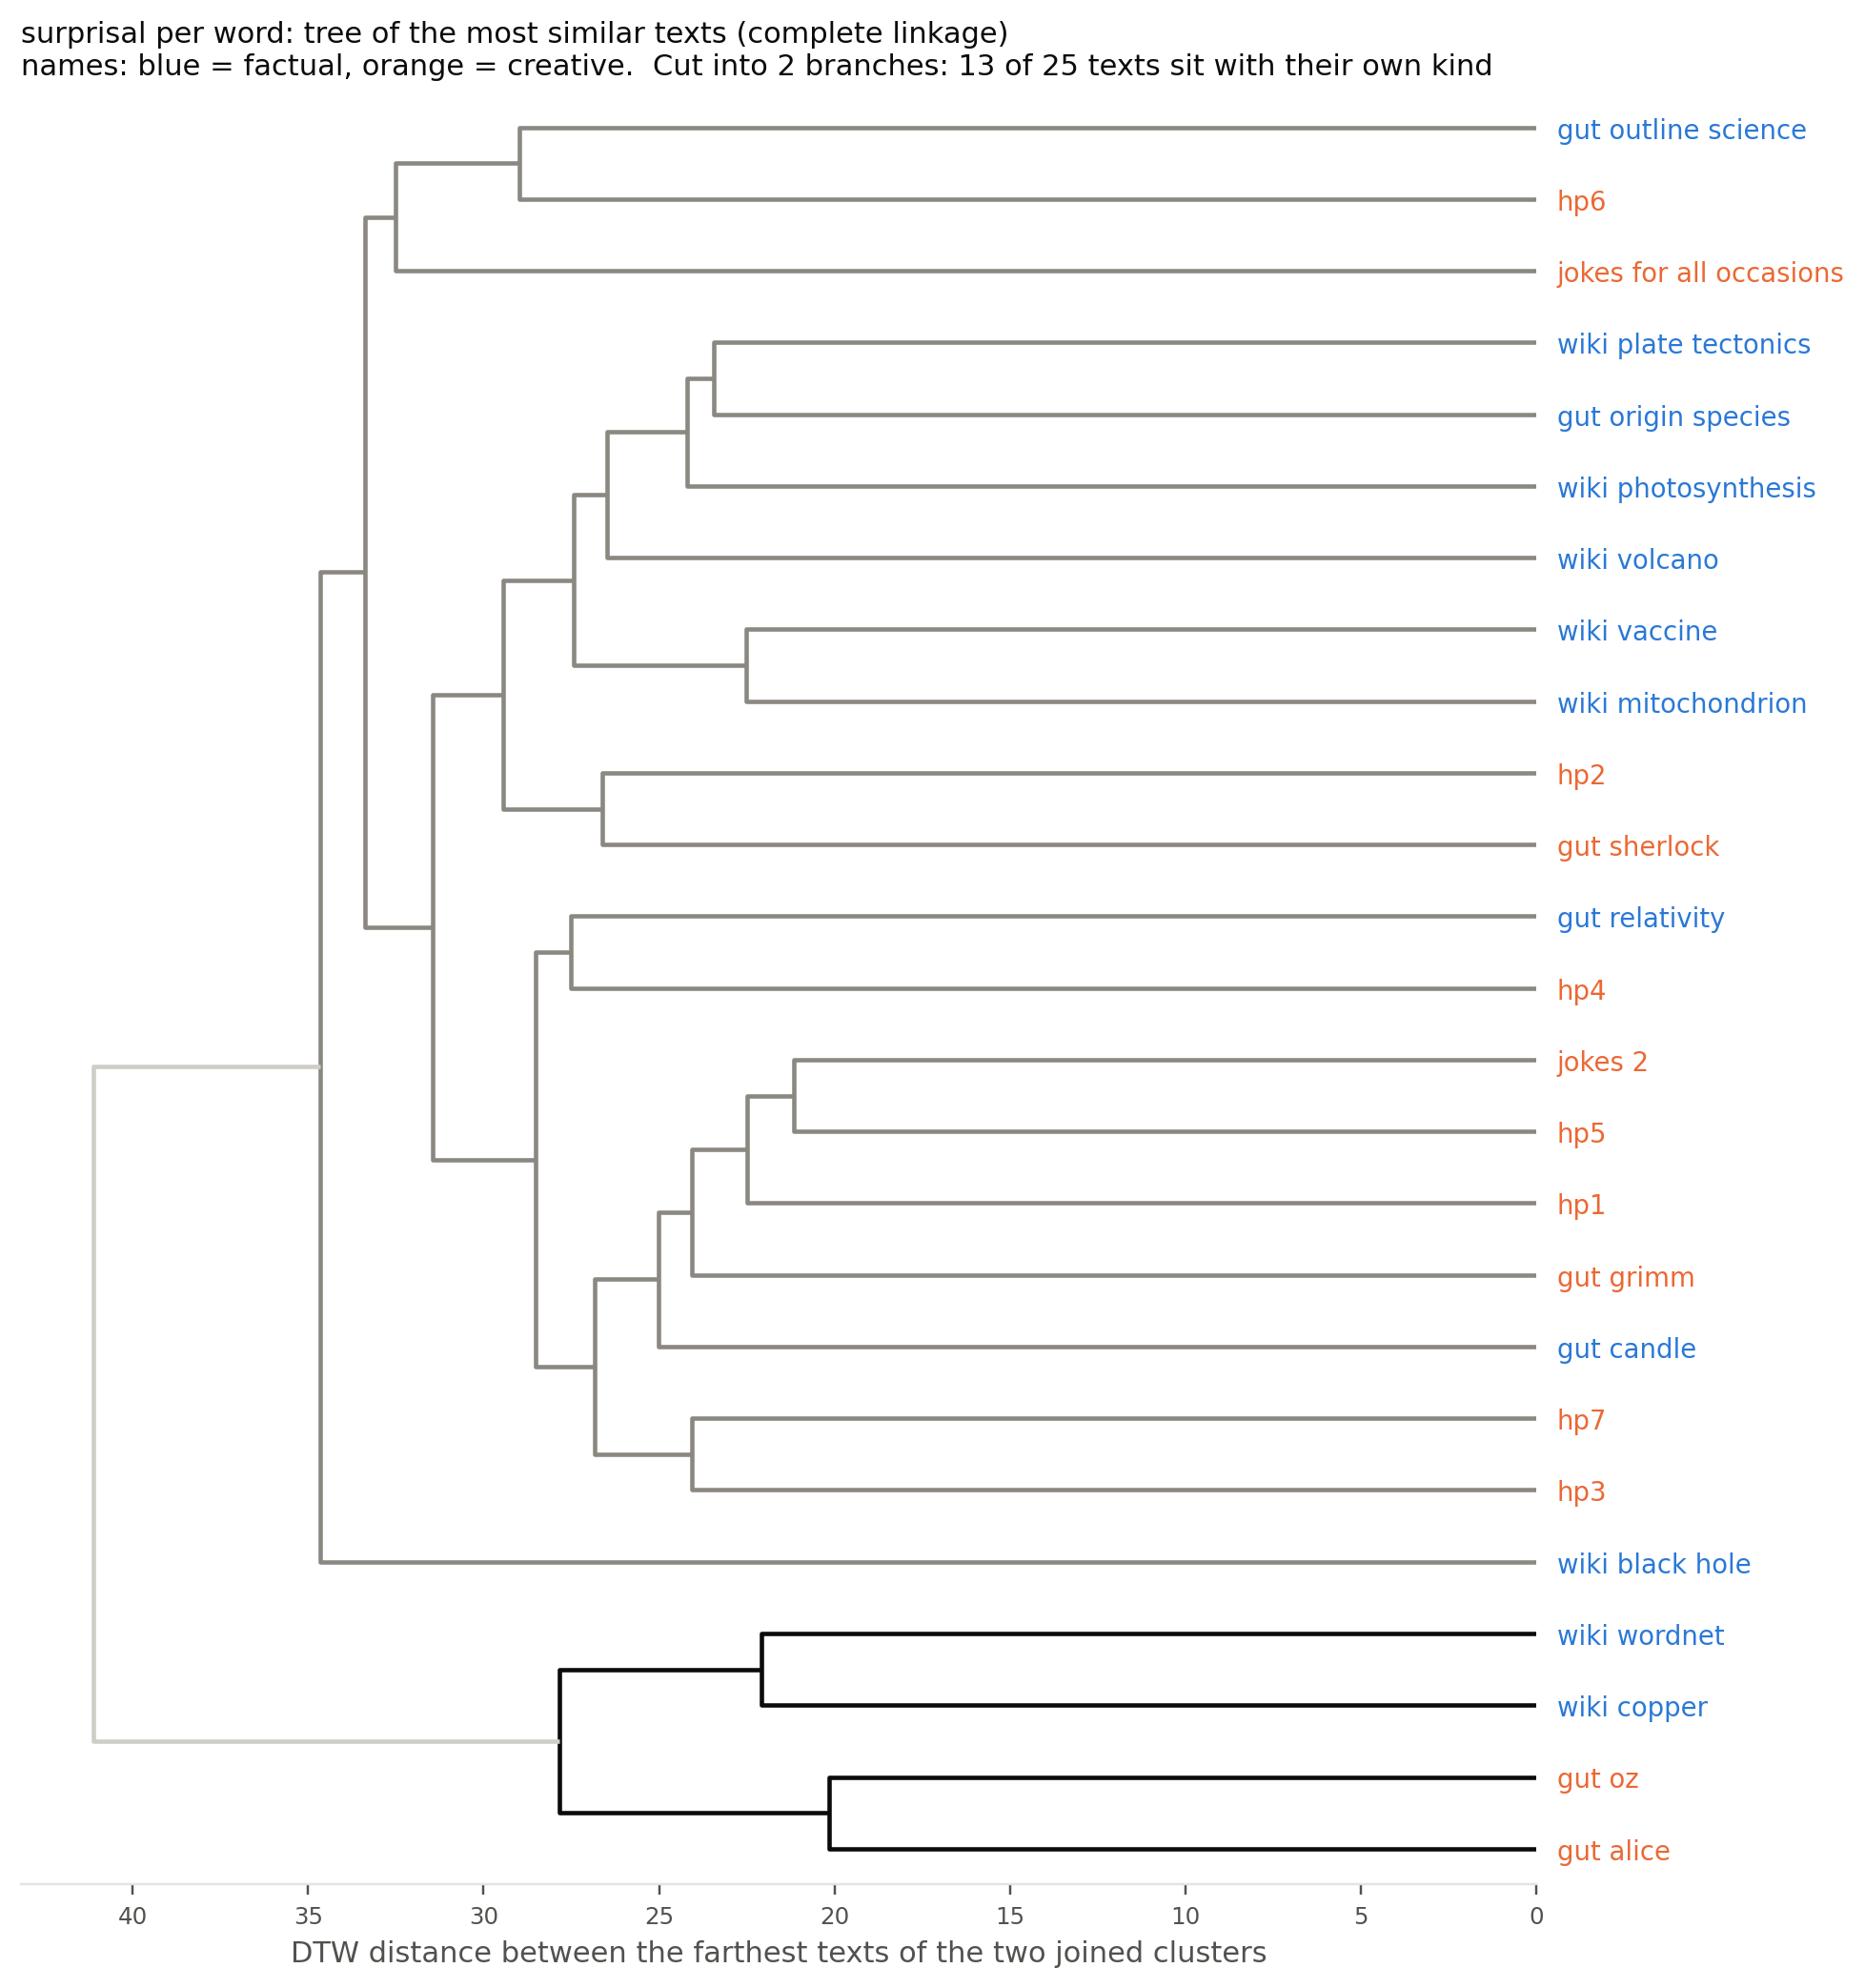 surprisal per word: tree of the most similar texts (complete linkage)
names: blue = factual, orange = creative.  Cut into 2 branches: 13 of 25 texts sit with their own kind
gut outline science
hp6
jokes for all occasions
wiki plate tectonics
gut origin species
wiki photosynthesis
wiki volcano
wiki vaccine
wiki mitochondrion
hp2
gut sherlock
gut relativity
hp4
jokes 2
hp5
hp1
gut grimm
gut candle
hp7
hp3
wiki black hole
wiki wordnet
wiki copper
gut oz
gut alice
40 35 30 25 20 15 10 5 0
DTW distance between the farthest texts of the two joined clusters